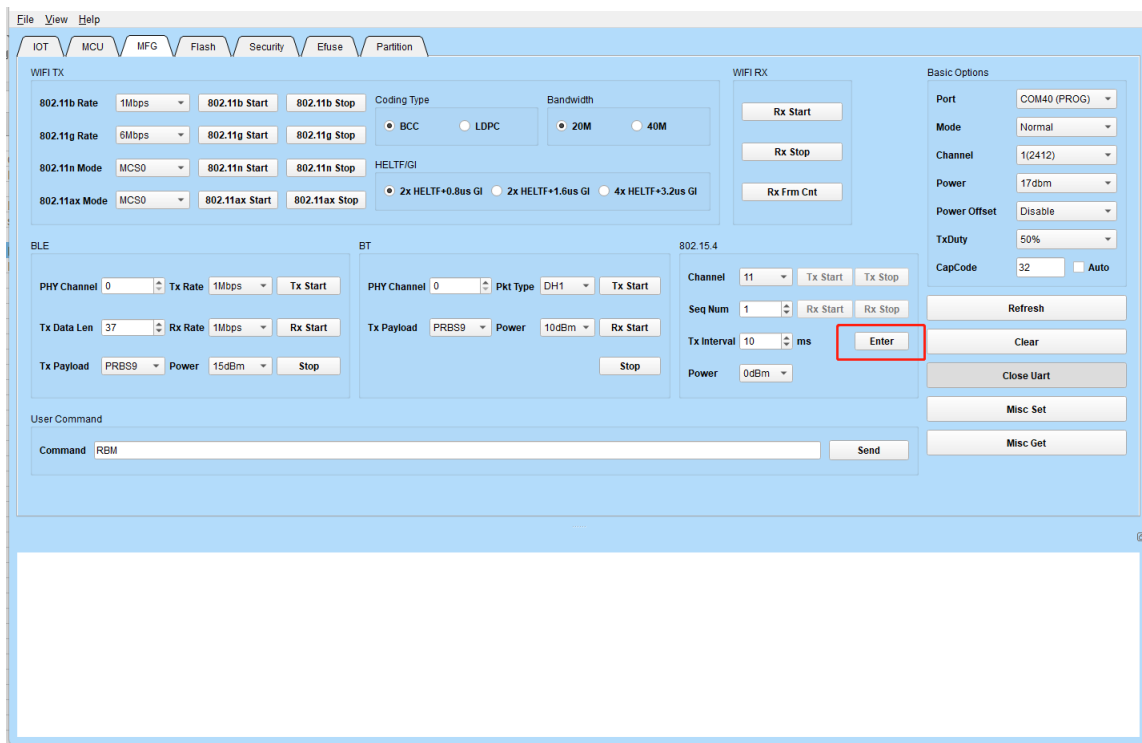 File View Help
IOT MCU MFG Flash Security Efuse Partition
WIFI TX
802.11b Rate 1Mbps 802.11b Start 802.11b Stop
802.11g Rate 6Mbps 802.11g Start 802.11g Stop
802.11n Mode MCS0 802.11n Start 802.11n Stop
802.11ax Mode MCS0 802.11ax Start 802.11ax Stop
Coding Type
BCC LDPC
Bandwidth
20M 40M
HELTF/GI
2x HELTF+0.8us GI 2x HELTF+1.6us GI 4x HELTF+3.2us GI
WIFI RX
Rx Start
Rx Stop
Rx Frm Cnt
Basic Options
Port COM40 (PROG)
Mode Normal
Channel 1(2412)
Power 17dbm
Power Offset Disable
TxDuty 50%
CapCode 32 Auto
BLE
PHY Channel 0 Tx Rate 1Mbps Tx Start
Tx Data Len 37 Rx Rate 1Mbps Rx Start
Tx Payload PRBS9 Power 15dBm Stop
BT
PHY Channel 0 Pkt Type DH1 Tx Start
Tx Payload PRBS9 Power 10dBm Rx Start
Stop
802.15.4
Channel 11 Tx Start Tx Stop
Seq Num 1 Rx Start Rx Stop
Tx Interval 10 ms Enter
Power 0dBm
Refresh
Clear
Close Uart
Misc Set
Misc Get
User Command
Command RBM Send